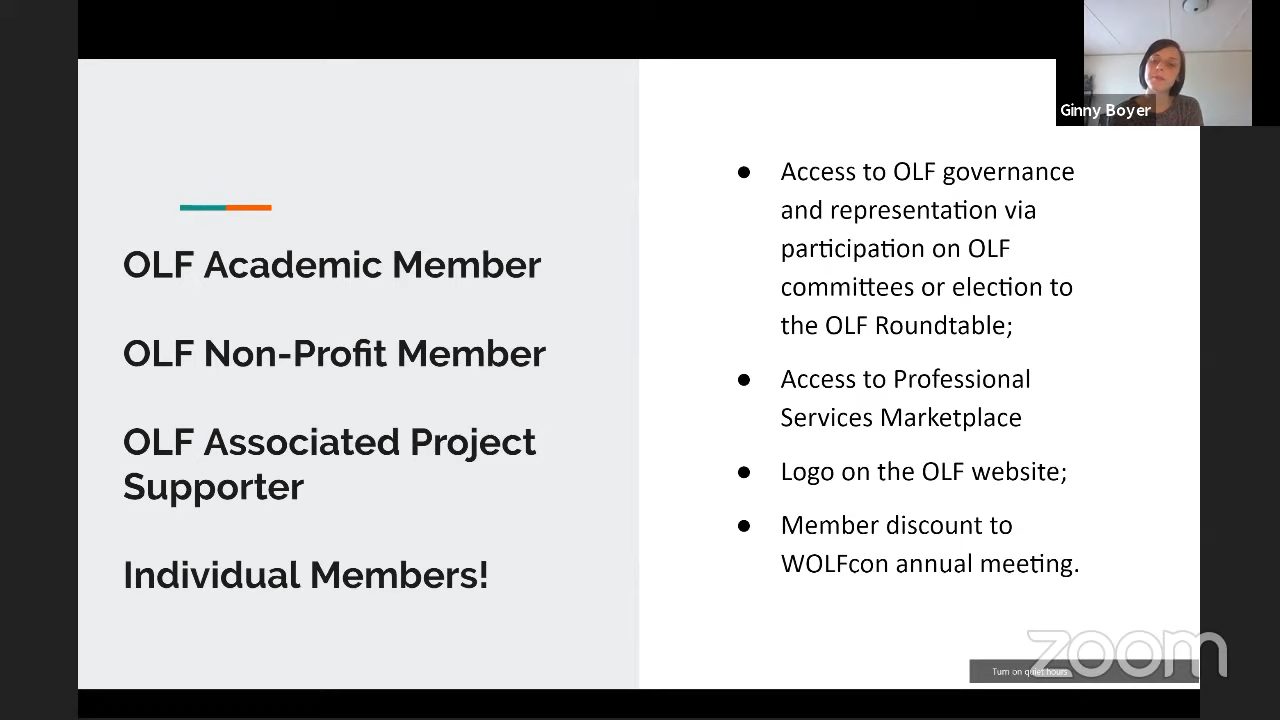 Ginny Boyer
OLF Academic Member
OLF Non-Profit Member
OLF Associated Project
Supporter
Individual Members!
● Access to OLF governance
and representation via
participation on OLF
committees or election to
the OLF Roundtable;
● Access to Professional
Services Marketplace
● Logo on the OLF website;
● Member discount to
WOLFcon annual meeting.
zoom
Turn on quiet hours